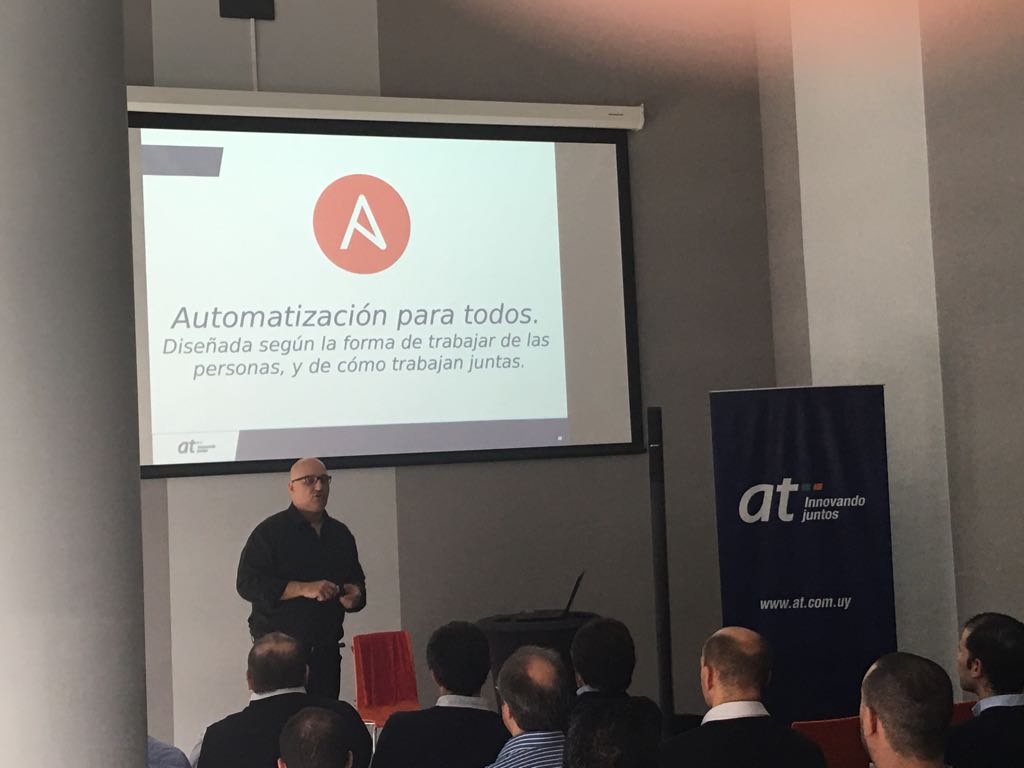 Automatización para todos.
Diseñada según la forma de trabajar de las
personas, y de cómo trabajan juntas.
at
at Innovando
juntos
www.at.com.uy